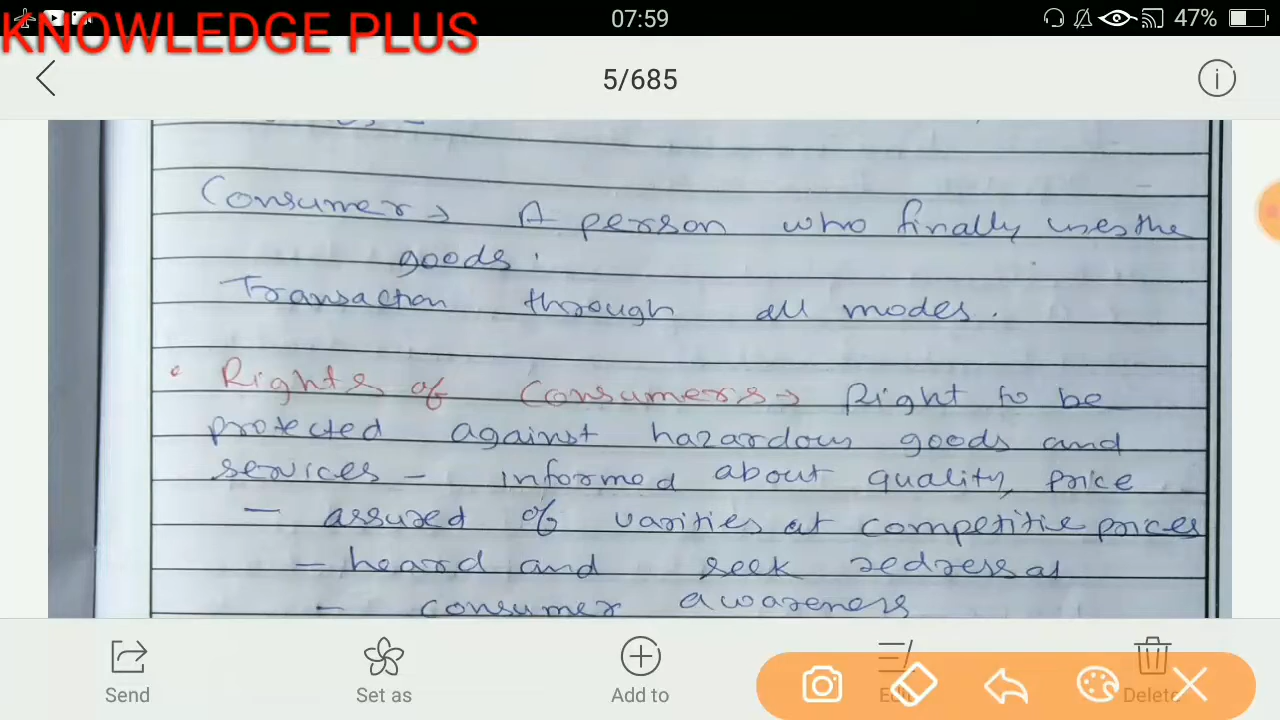 07:59
47%
KNOWLEDGE PLUS
5/685
Consumer → A person who finally uses the
goods.
Transaction through all modes.
• Rights of Consumers → Right to be
protected against hazardous goods and
services - informed about quality, price
- assured of varities at competitie prices
- heard and seek redressal
- consumer awareness
Send
Set as
Add to
Edit
Delete